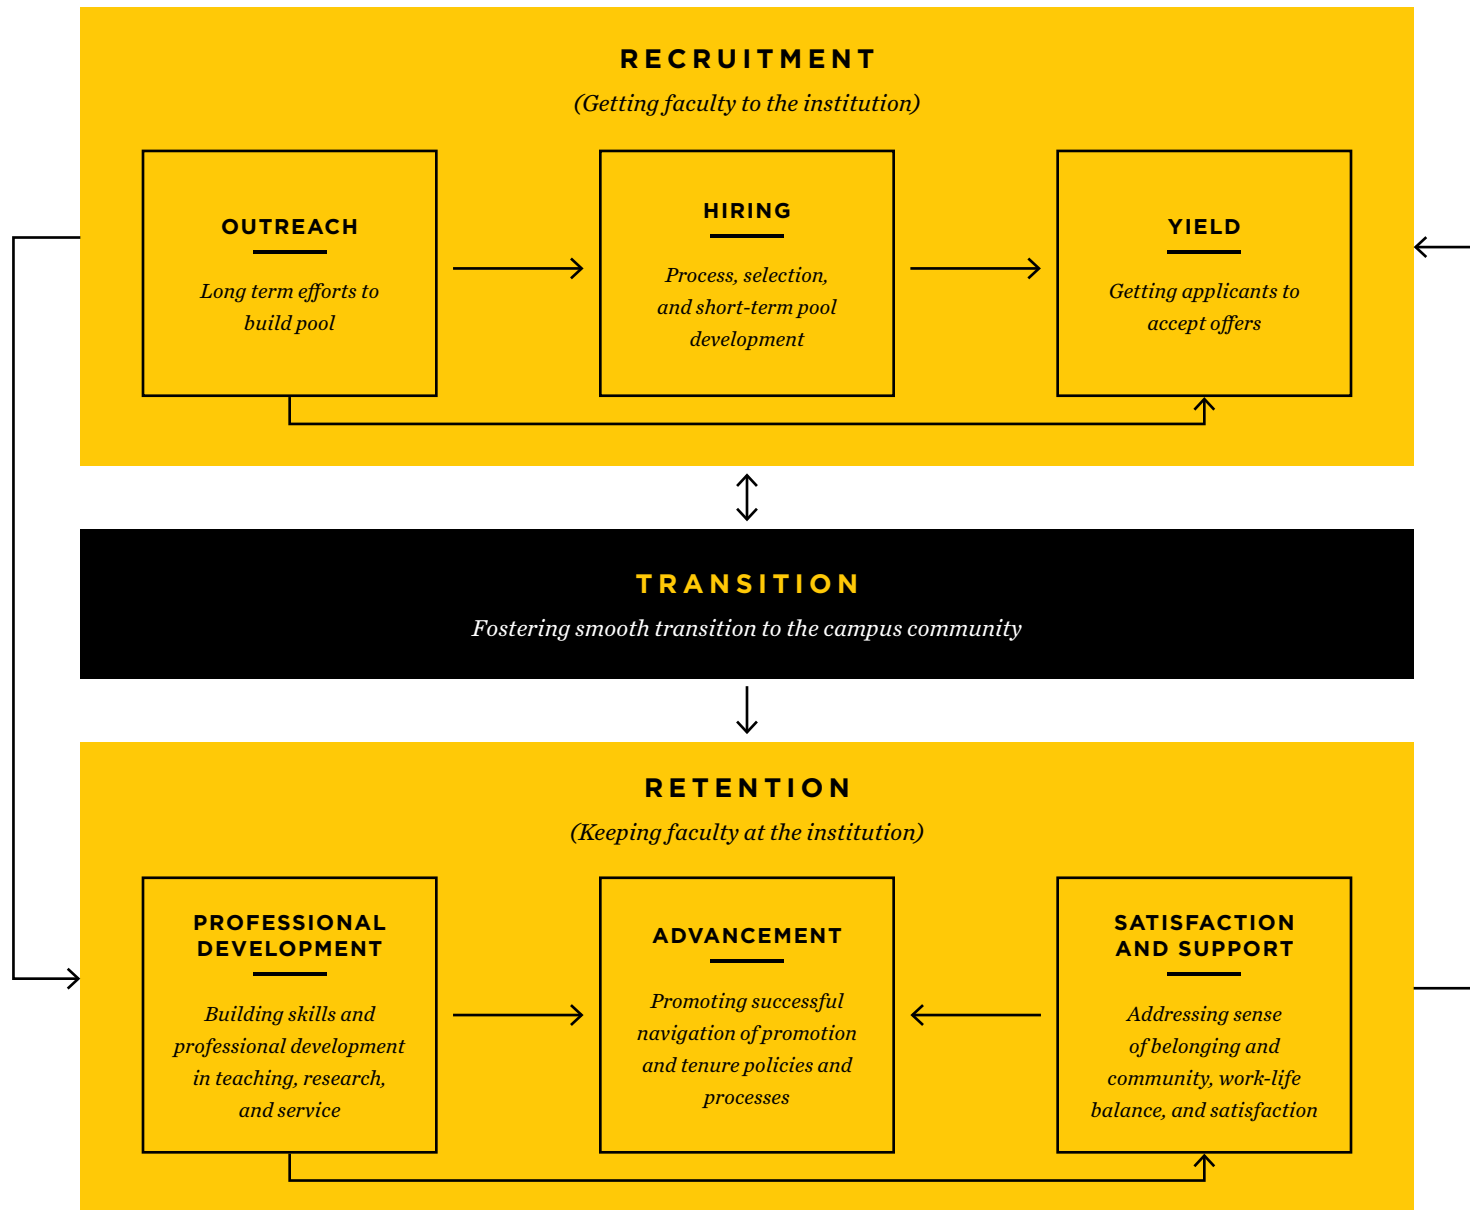 RECRUITMENT
(Getting faculty to the institution)
OUTREACH
Long term efforts to
build pool
HIRING
Process, selection,
and short-term pool
development
YIELD
Getting applicants to
accept offers
TRANSITION
Fostering smooth transition to the campus community
RETENTION
(Keeping faculty at the institution)
PROFESSIONAL
DEVELOPMENT
Building skills and
professional development
in teaching, research,
and service
ADVANCEMENT
Promoting successful
navigation of promotion
and tenure policies and
processes
SATISFACTION
AND SUPPORT
Addressing sense
of belonging and
community, work-life
balance, and satisfaction